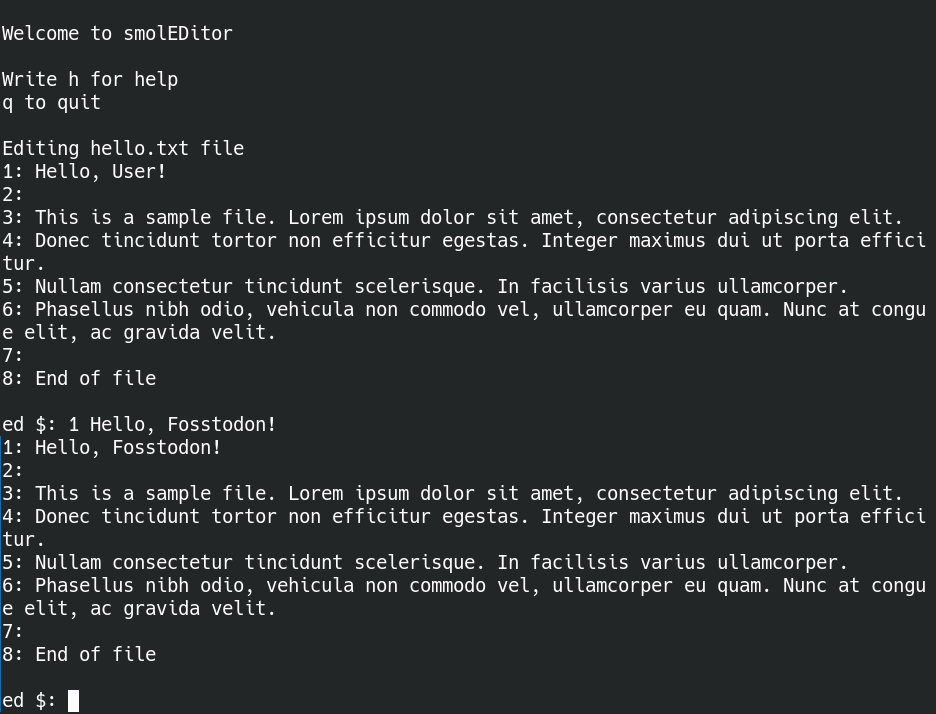 Welcome to smolEDitor
Write h for help
q to quit
Editing hello.txt file
1: Hello, User!
2:
3: This is a sample file. Lorem ipsum dolor sit amet, consectetur adipiscing elit.
4: Donec tincidunt tortor non efficitur egestas. Integer maximus dui ut porta effici
tur.
5: Nullam consectetur tincidunt scelerisque. In facilisis varius ullamcorper.
6: Phasellus nibh odio, vehicula non commodo vel, ullamcorper eu quam. Nunc at congu
e elit, ac gravida velit.
7:
8: End of file
ed $: 1 Hello, Fosstodon!
1: Hello, Fosstodon!
2:
3: This is a sample file. Lorem ipsum dolor sit amet, consectetur adipiscing elit.
4: Donec tincidunt tortor non efficitur egestas. Integer maximus dui ut porta effici
tur.
5: Nullam consectetur tincidunt scelerisque. In facilisis varius ullamcorper.
6: Phasellus nibh odio, vehicula non commodo vel, ullamcorper eu quam. Nunc at congu
e elit, ac gravida velit.
7:
8: End of file
ed $: